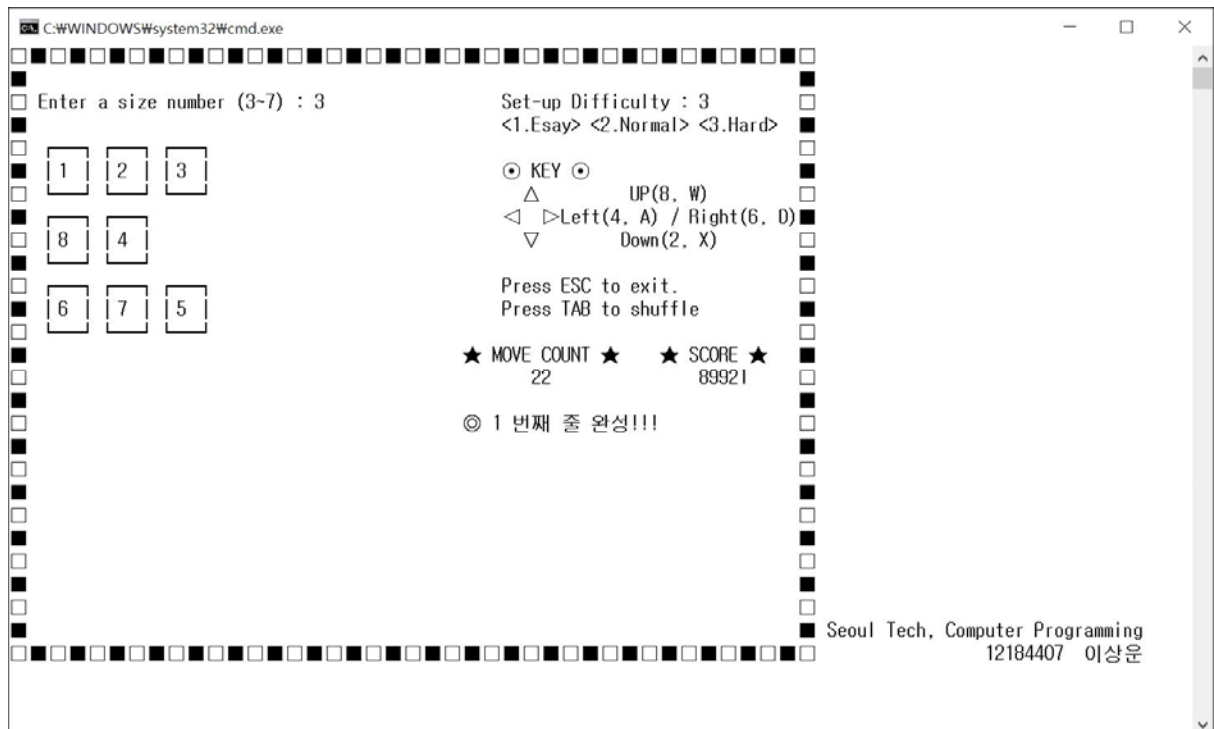 C:₩WINDOWS₩system32₩cmd.exe
Enter a size number (3~7) : 3
Set-up Difficulty : 3
<1.Esay> <2.Normal> <3.Hard>
1 2 3
8 4
6 7 5
⊙ KEY ⊙
△ UP(8, W)
◁ ▷Left(4, A) / Right(6, D)
▽ Down(2, X)
Press ESC to exit.
Press TAB to shuffle
★ MOVE COUNT ★ ★ SCORE ★
22 89921
◎ 1 번째 줄 완성!!!
Seoul Tech, Computer Programming
12184407 이상운